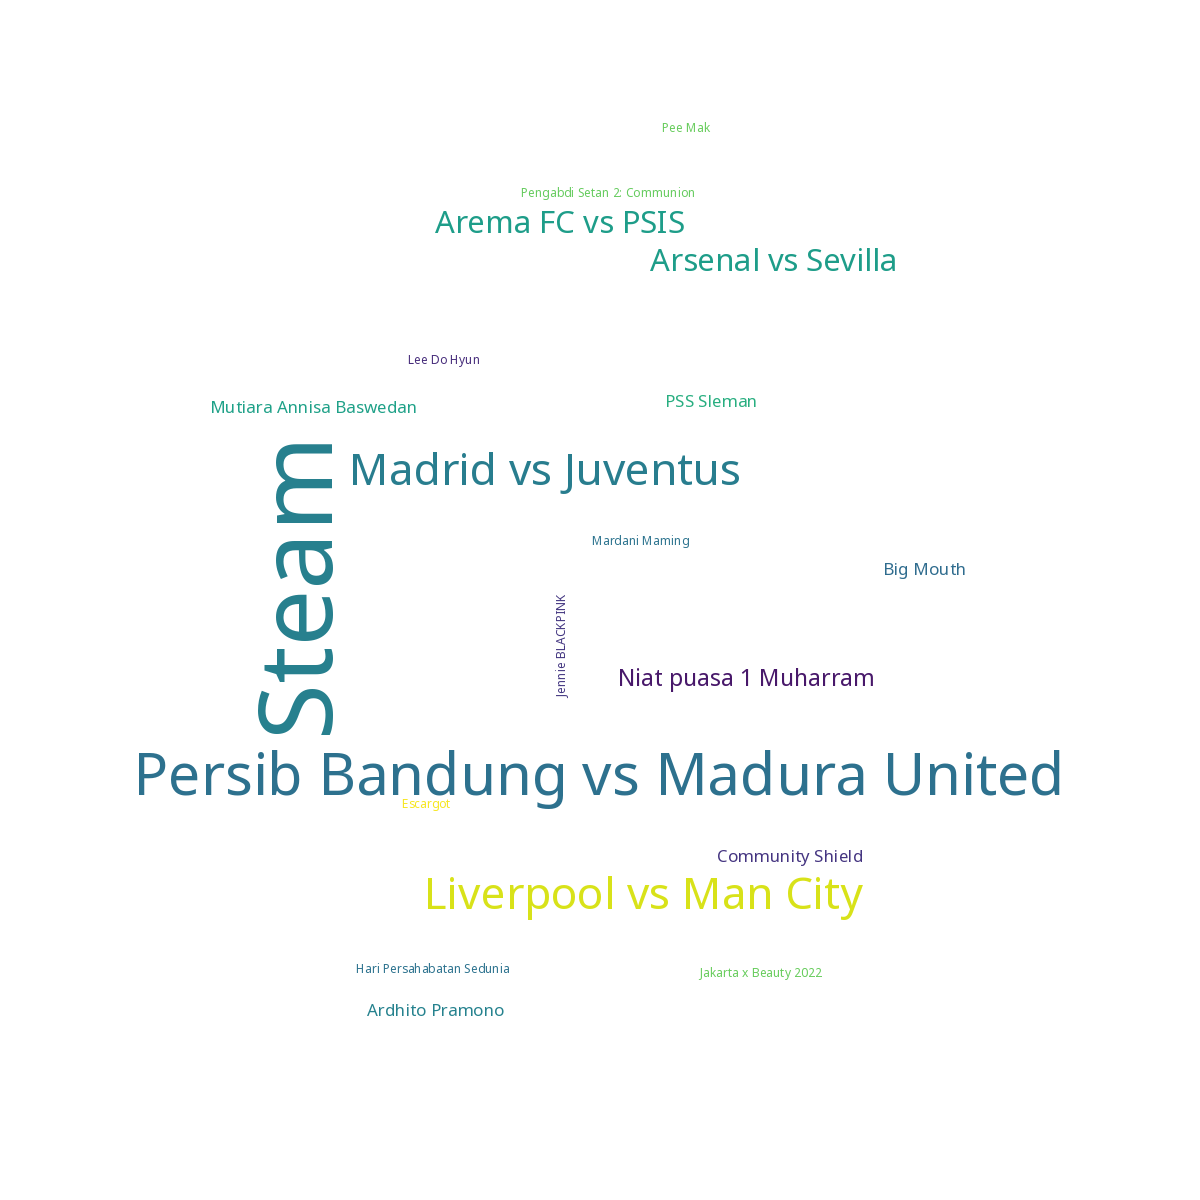 Pee Mak
Pengabdi Setan 2: Communion
Arema FC vs PSIS
Arsenal vs Sevilla
Lee Do Hyun
PSS Sleman
Mutiara Annisa Baswedan
Steam
Madrid vs Juventus
Mardani Maming
Big Mouth
Jennie BLACKPINK
Niat puasa 1 Muharram
Persib Bandung vs Madura United
Escargot
Community Shield
Liverpool vs Man City
Hari Persahabatan Sedunia
Jakarta x Beauty 2022
Ardhito Pramono